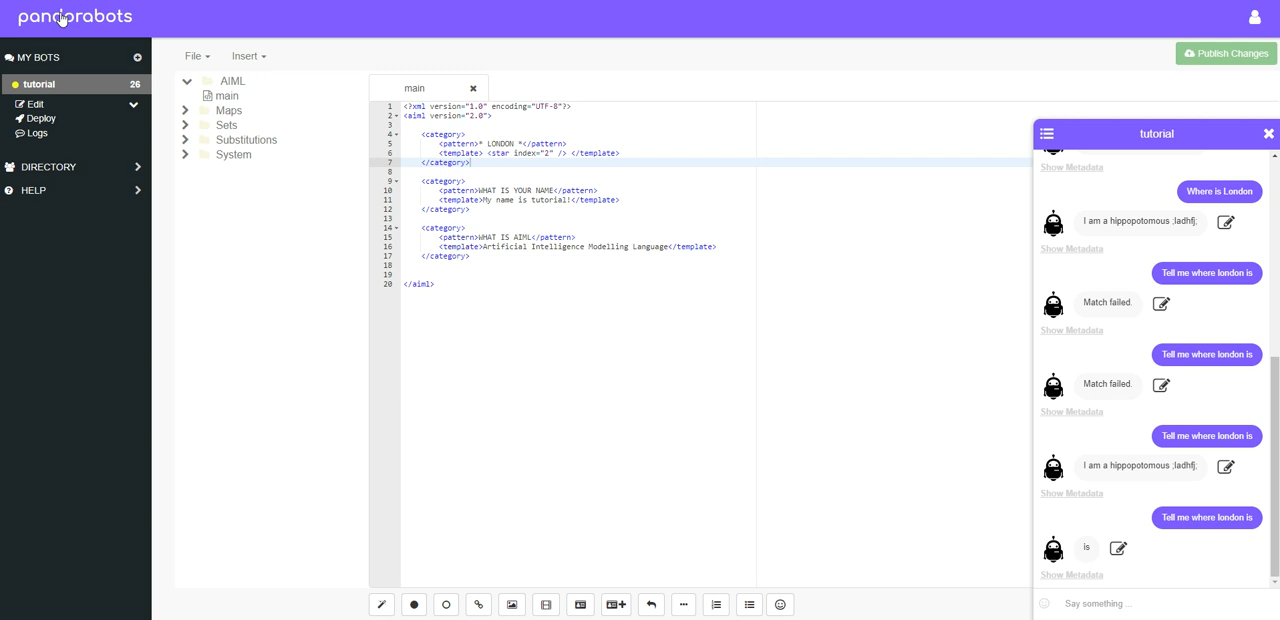 pandorabots
MY BOTS
tutorial 26
Edit
Deploy
Logs
DIRECTORY
HELP
File Insert
Publish Changes
AIML
main
Maps
Sets
Substitutions
System
main
1 <?xml version="1.0" encoding="UTF-8"?>
2 <aiml version="2.0">
3
4 <category>
5 <pattern>* LONDON *</pattern>
6 <template> <star index="2" /> </template>
7 </category>
8
9 <category>
10 <pattern>WHAT IS YOUR NAME</pattern>
11 <template>My name is tutorial!</template>
12 </category>
13
14 <category>
15 <pattern>WHAT IS AIML</pattern>
16 <template>Artificial Intelligence Modelling Language</template>
17 </category>
18
19
20 </aiml>
tutorial
Show Metadata
Where is London
I am a hippopotomous ;ladhfj;
Show Metadata
Tell me where london is
Match failed.
Show Metadata
Tell me where london is
Match failed.
Show Metadata
Tell me where london is
I am a hippopotomous ;ladhfj;
Show Metadata
Tell me where london is
is
Show Metadata
Say something ...